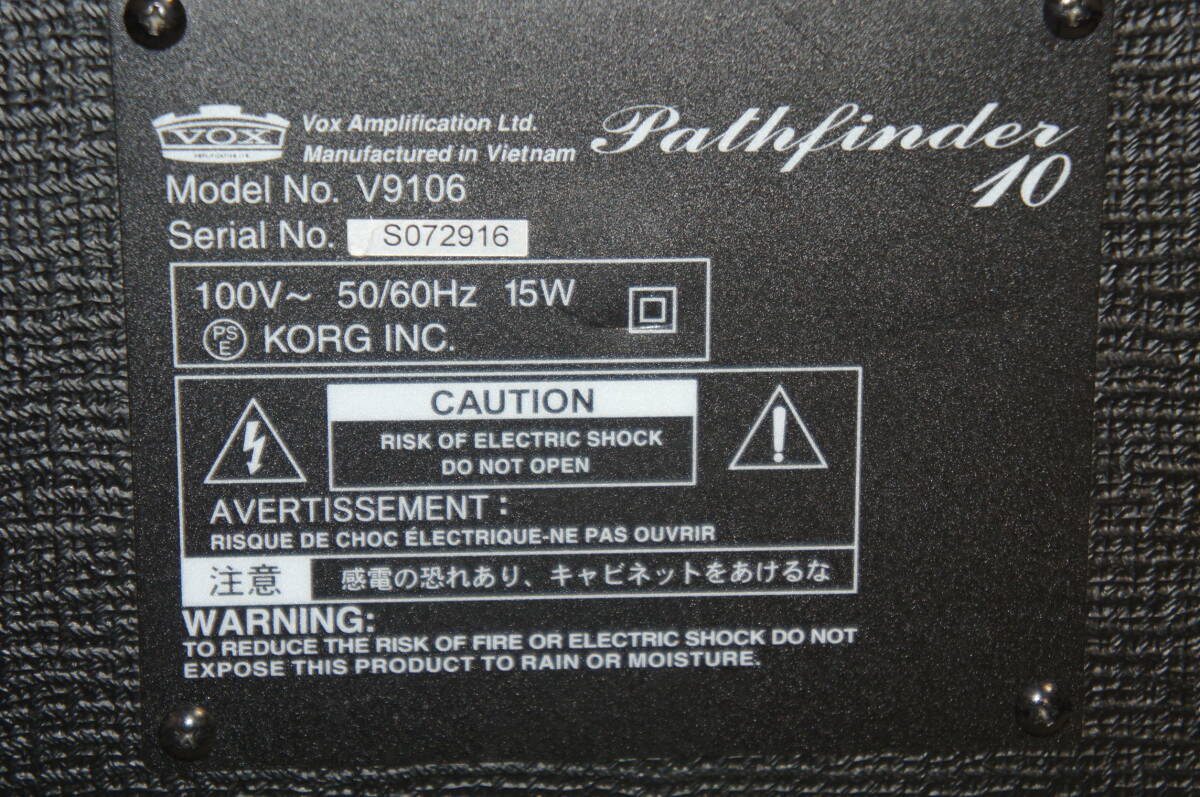 VOX
AMPLIFICATION LTD.
Vox Amplification Ltd.
Manufactured in Vietnam
Pathfinder
10
Model No. V9106
Serial No. S072916
100V~ 50/60Hz 15W
PS
E
KORG INC.
CAUTION
RISK OF ELECTRIC SHOCK
DO NOT OPEN
AVERTISSEMENT :
RISQUE DE CHOC ÉLECTRIQUE-NE PAS OUVRIR
注意 感電の恐れあり、キャビネットをあけるな
WARNING:
TO REDUCE THE RISK OF FIRE OR ELECTRIC SHOCK DO NOT
EXPOSE THIS PRODUCT TO RAIN OR MOISTURE.